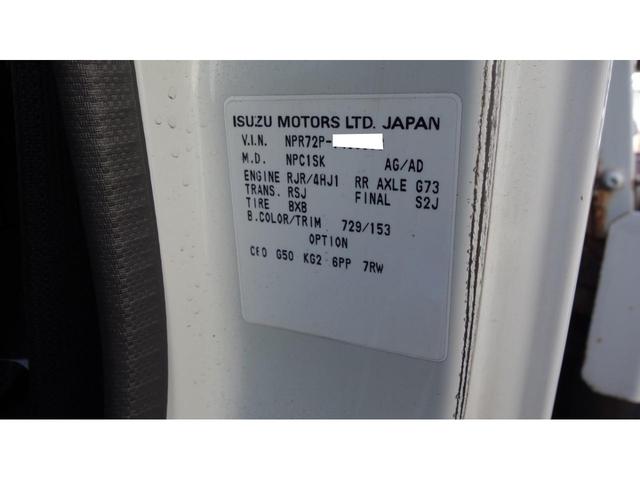 ISUZU MOTORS LTD. JAPAN
V.I.N. NPR72P-
M.D. NPC1SK AG/AD
ENGINE RJR/4HJ1 RR AXLE G73
TRANS. RSJ FINAL S2J
TIRE BXB
B.COLOR/TRIM 729/153
OPTION
G50 KG2 6PP 7RW